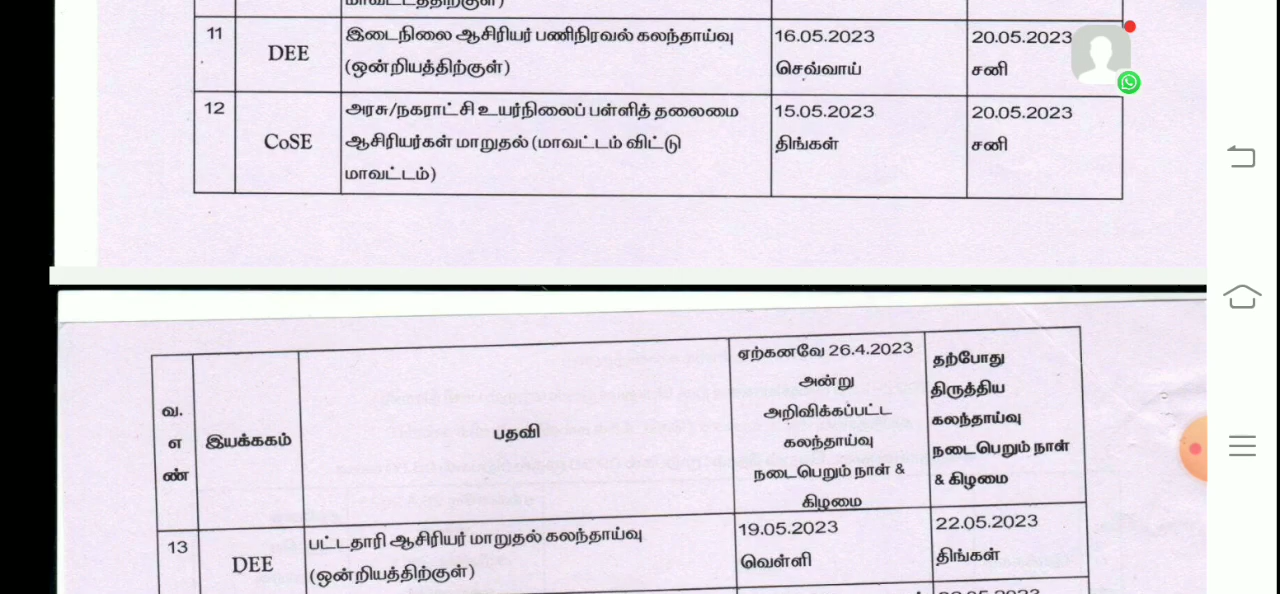 மாவட்டத்திற்குள்)
11
DEE
இடைநிலை ஆசிரியர் பணிநிரவல் கலந்தாய்வு
(ஒன்றியத்திற்குள்)
16.05.2023
செவ்வாய்
20.05.2023
சனி
12
CoSE
அரசு/நகராட்சி உயர்நிலைப் பள்ளித் தலைமை
ஆசிரியர்கள் மாறுதல் (மாவட்டம் விட்டு
மாவட்டம்)
15.05.2023
திங்கள்
20.05.2023
சனி
வ.
எ
ண்
இயக்ககம்
பதவி
ஏற்கனவே 26.4.2023
அன்று
அறிவிக்கப்பட்ட
கலந்தாய்வு
நடைபெறும் நாள் &
கிழமை
தற்போது
திருத்திய
கலந்தாய்வு
நடைபெறும் நாள்
& கிழமை
13
DEE
பட்டதாரி ஆசிரியர் மாறுதல் கலந்தாய்வு
(ஒன்றியத்திற்குள்)
19.05.2023
வெள்ளி
22.05.2023
திங்கள்